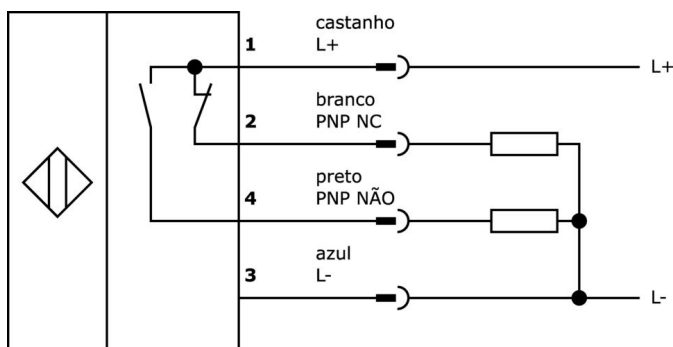 castanho
1 L+
L+
branco
2 PNP NC
preto
4 PNP NÃO
azul
3 L-
L-